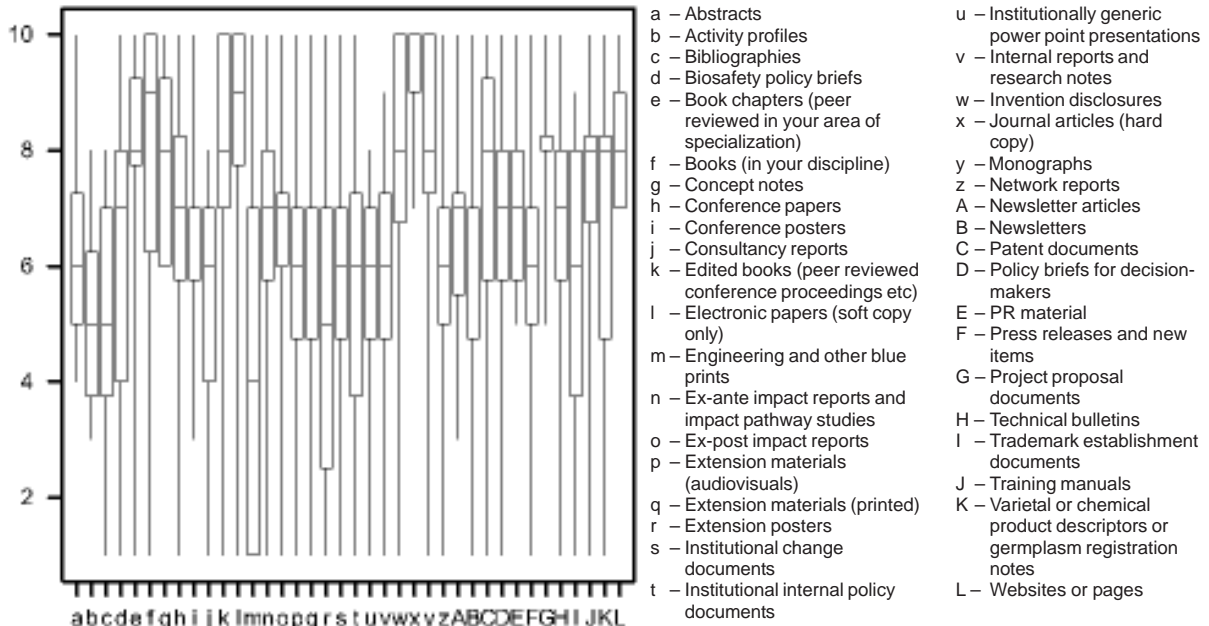 10
8
6
4
2
a b c d e f g h i j k l m n o p q r s t u v w x y z A B C D E F G H I J K L
a – Abstracts
b – Activity profiles
c – Bibliographies
d – Biosafety policy briefs
e – Book chapters (peer
reviewed in your area of
specialization)
f – Books (in your discipline)
g – Concept notes
h – Conference papers
i – Conference posters
j – Consultancy reports
k – Edited books (peer reviewed
conference proceedings etc)
l – Electronic papers (soft copy
only)
m – Engineering and other blue
prints
n – Ex-ante impact reports and
impact pathway studies
o – Ex-post impact reports
p – Extension materials
(audiovisuals)
q – Extension materials (printed)
r – Extension posters
s – Institutional change
documents
t – Institutional internal policy
documents
u – Institutionally generic
power point presentations
v – Internal reports and
research notes
w – Invention disclosures
x – Journal articles (hard
copy)
y – Monographs
z – Network reports
A – Newsletter articles
B – Newsletters
C – Patent documents
D – Policy briefs for decision-
makers
E – PR material
F – Press releases and new
items
G – Project proposal
documents
H – Technical bulletins
I – Trademark establishment
documents
J – Training manuals
K – Varietal or chemical
product descriptors or
germplasm registration
notes
L – Websites or pages